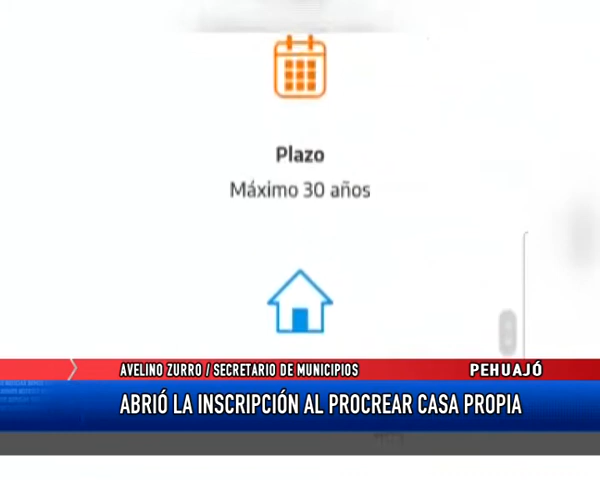 Plazo
Máximo 30 años
AVELINO ZURRO / SECRETARIO DE MUNICIPIOS
PEHUAJÓ
ABRIÓ LA INSCRIPCIÓN AL PROCREAR CASA PROPIA